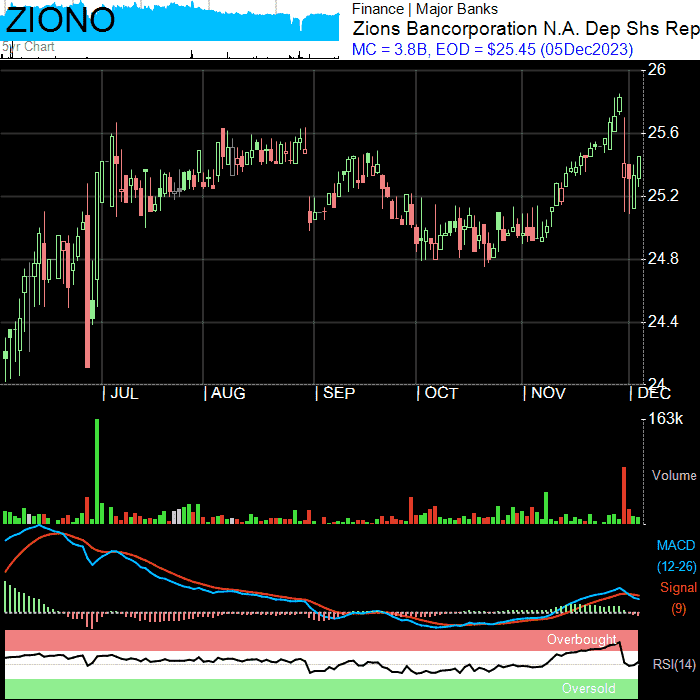 ZIONO
5yr Chart
Finance | Major Banks
Zions Bancorporation N.A. Dep Shs Rep
MC = 3.8B, EOD = $25.45 (05Dec2023)
26
25.6
25.2
24.8
24.4
24
| JUL | AUG | SEP | OCT | NOV | DEC
163k
Volume
MACD
(12-26)
Signal
(9)
Overbought
RSI(14)
Oversold